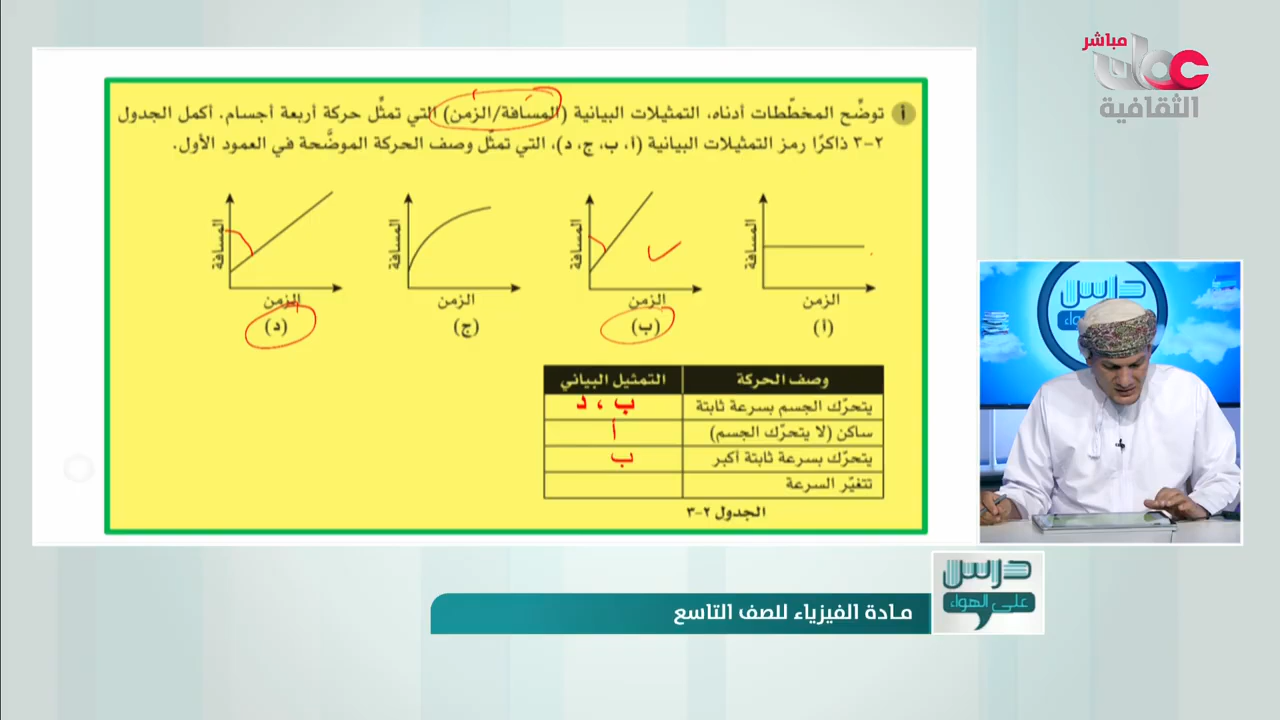 مباشر
عمان
الثقافية
أ توضّح المخطّطات أدناه، التمثيلات البيانية (المسافة/الزمن) التي تمثّل حركة أربعة أجسام. أكمل الجدول
٢-٣ ذاكرًا رمز التمثيلات البيانية (أ، ب، ج، د)، التي تمثّل وصف الحركة الموضّحة في العمود الأول.
المسافة
الزمن
(أ)
المسافة
الزمن
(ب)
المسافة
الزمن
(ج)
المسافة
الزمن
(د)
وصف الحركة التمثيل البياني
يتحرّك الجسم بسرعة ثابتة ب ، د
ساكن (لا يتحرّك الجسم) أ
يتحرّك بسرعة ثابتة أكبر ب
تتغيّر السرعة
الجدول ٢-٣
درس
درس
على الهواء
مادة الفيزياء للصف التاسع